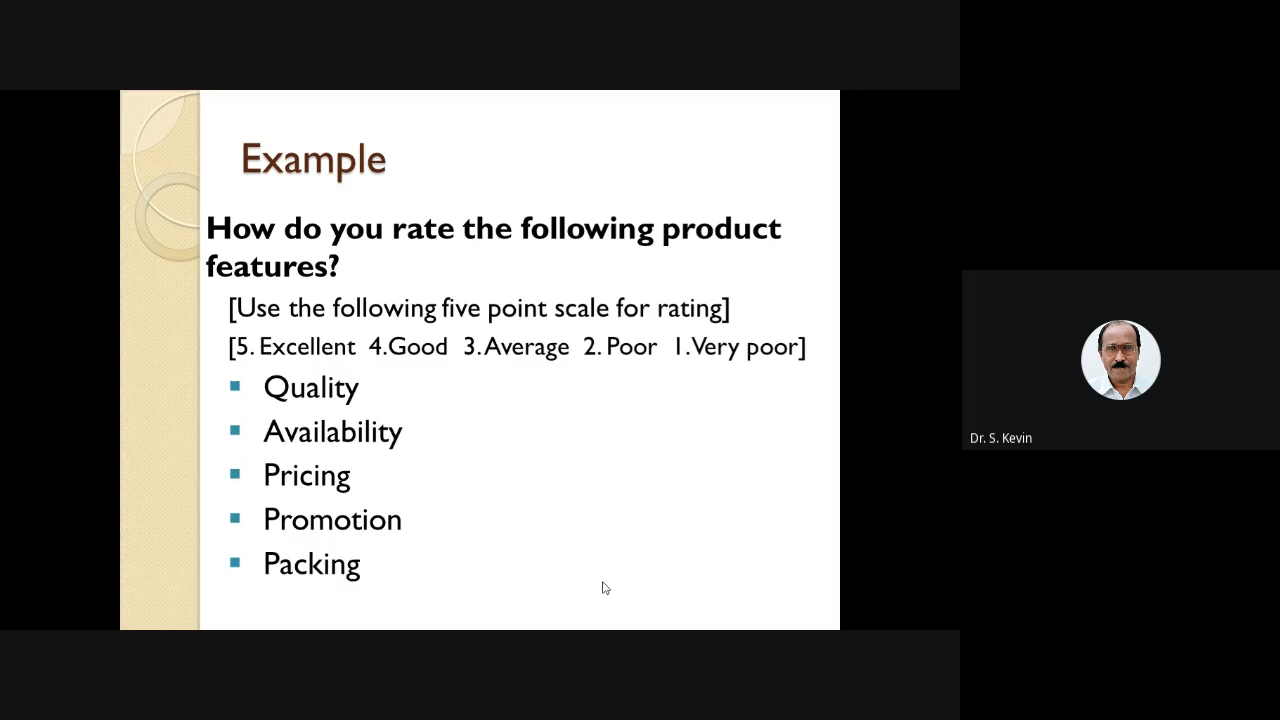 Example
How do you rate the following product
features?
[Use the following five point scale for rating]
[5. Excellent 4.Good 3.Average 2. Poor 1.Very poor]
Quality
Availability
Pricing
Promotion
Packing
Dr. S. Kevin